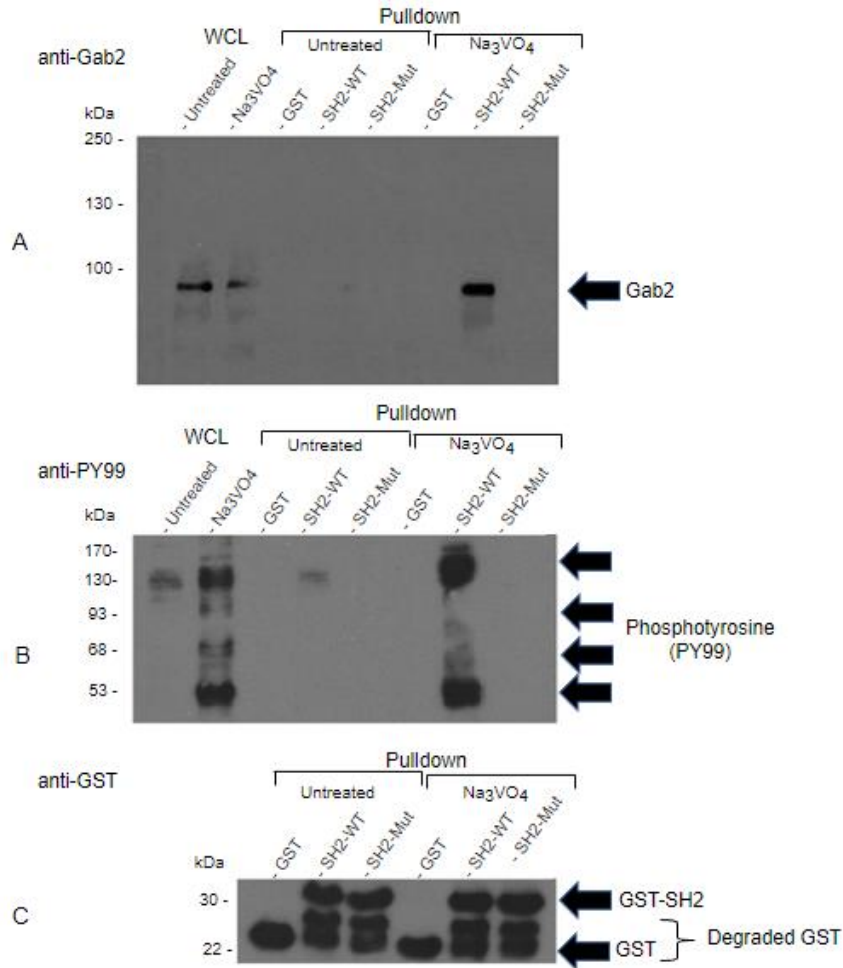 Pulldown
WCL
Untreated
Na3VO4
anti-Gab2
kDa
- Untreated
- Na3VO4
- GST
- SH2-WT
- SH2-Mut
- GST
- SH2-WT
- SH2-Mut
250 -
130 -
A
100 -
Gab2
Pulldown
WCL
Untreated
Na3VO4
anti-PY99
kDa
- Untreated
- Na3VO4
- GST
- SH2-WT
- SH2-Mut
- GST
- SH2-WT
- SH2-Mut
170-
130-
93 -
Phosphotyrosine
(PY99)
B
68 -
53 -
Pulldown
anti-GST
Untreated
Na3VO4
kDa
- GST
- SH2-WT
- SH2-Mut
- GST
- SH2-WT
- SH2-Mut
30 -
GST-SH2
C
Degraded GST
22 -
GST